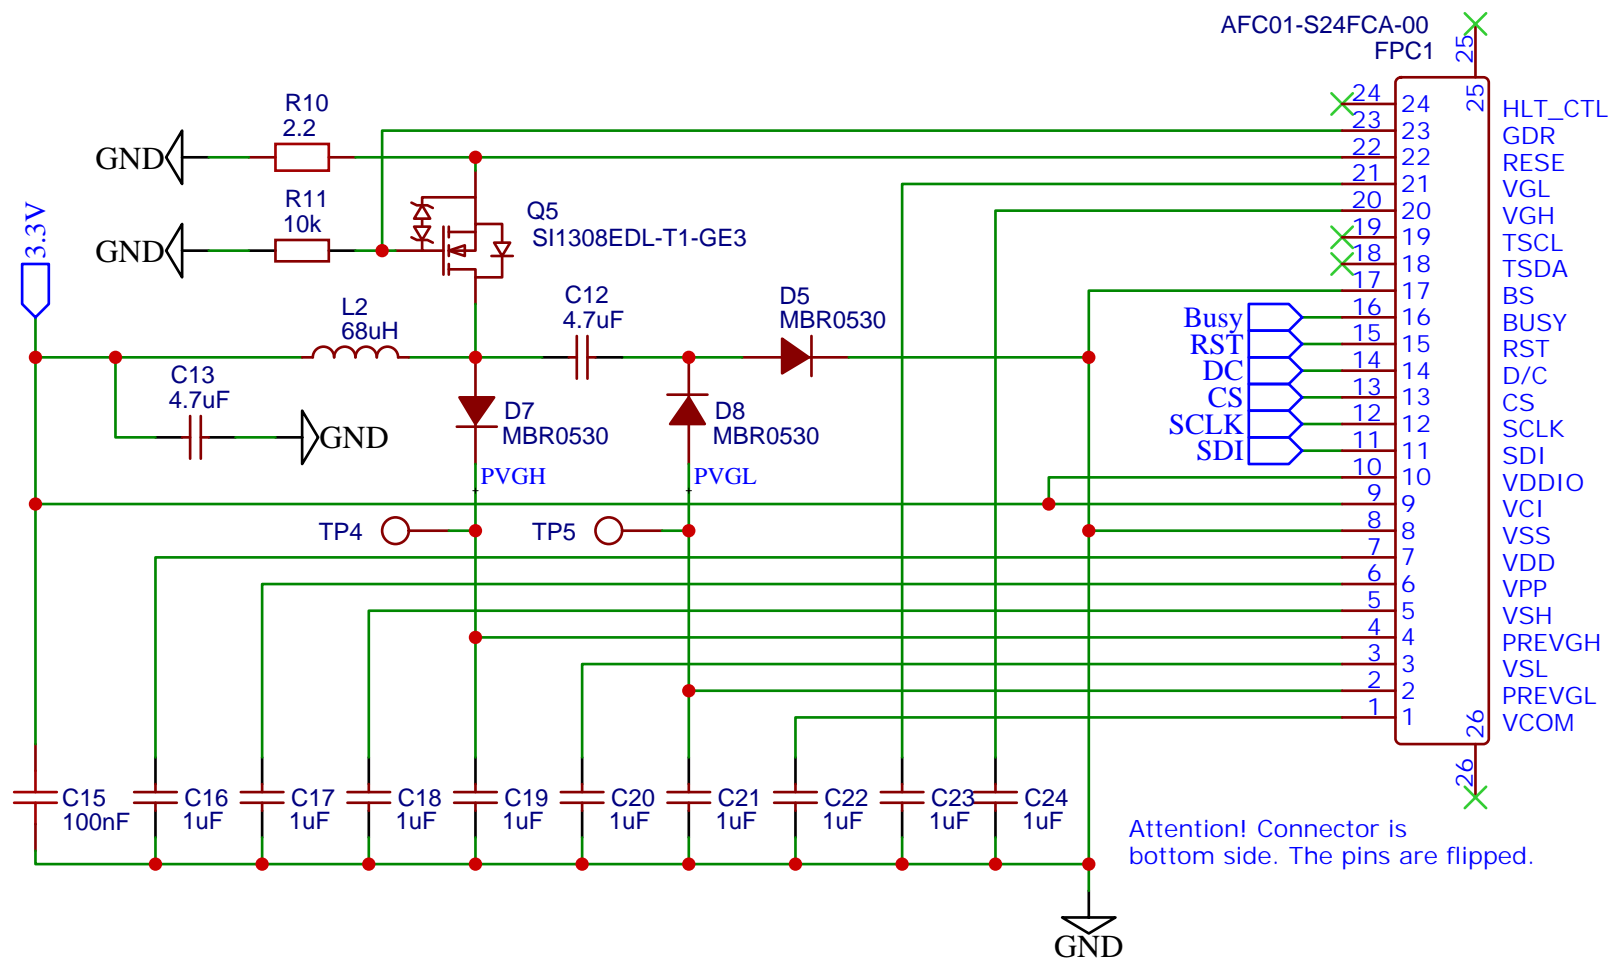 AFC01-S24FCA-00
FPC1
25
25
R10
2.2
GND
R11
10k
GND
3.3V
Q5
SI1308EDL-T1-GE3
L2
68uH
C12
4.7uF
D5
MBR0530
C13
4.7uF
GND
D7
MBR0530
D8
MBR0530
PVGH
PVGL
TP4
TP5
24 24 HLT_CTL
23 23 GDR
22 22 RESE
21 21 VGL
20 20 VGH
19 19 TSCL
18 18 TSDA
17 17 BS
Busy 16 16 BUSY
RST 15 15 RST
DC 14 14 D/C
CS 13 13 CS
SCLK 12 12 SCLK
SDI 11 11 SDI
10 10 VDDIO
9 9 VCI
8 8 VSS
7 7 VDD
6 6 VPP
5 5 VSH
4 4 PREVGH
3 3 VSL
2 2 PREVGL
1 1 VCOM
26
26
C15
100nF
C16
1uF
C17
1uF
C18
1uF
C19
1uF
C20
1uF
C21
1uF
C22
1uF
C23
1uF
C24
1uF
Attention! Connector is
bottom side. The pins are flipped.
GND